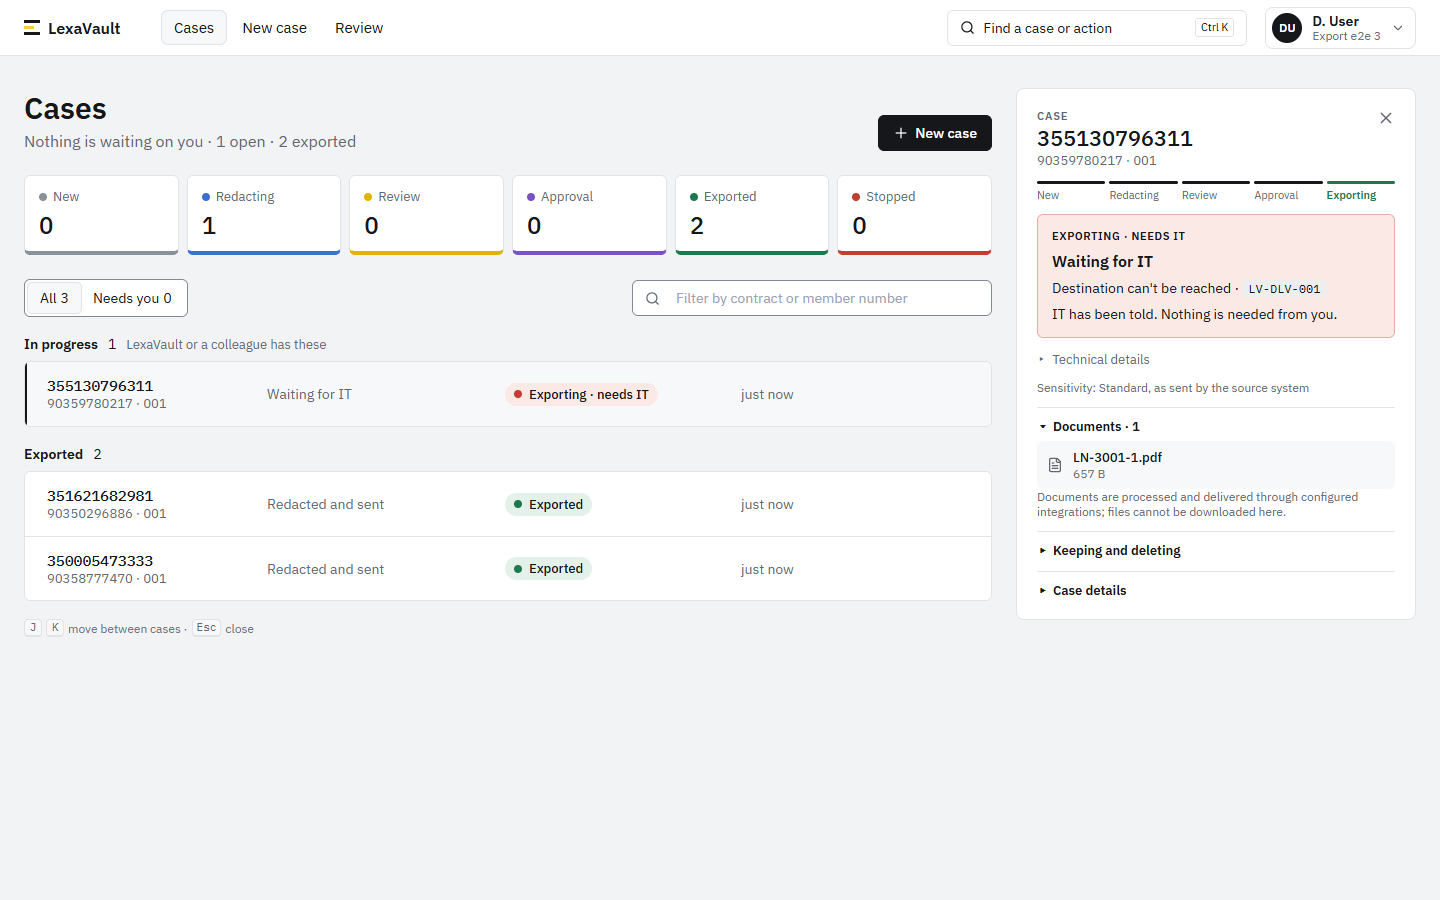 LexaVault
Cases
New case
Review
Find a case or action
Ctrl K
DU
D. User
Export e2e 3
Cases
Nothing is waiting on you · 1 open · 2 exported
New case
New
0
Redacting
1
Review
0
Approval
0
Exported
2
Stopped
0
All 3
Needs you 0
Filter by contract or member number
In progress 1 LexaVault or a colleague has these
355130796311
90359780217 · 001
Waiting for IT
Exporting · needs IT
just now
Exported 2
351621682981
90350296886 · 001
Redacted and sent
Exported
just now
350005473333
90358777470 · 001
Redacted and sent
Exported
just now
J K move between cases · Esc close
CASE
355130796311
90359780217 · 001
New Redacting Review Approval Exporting
EXPORTING · NEEDS IT
Waiting for IT
Destination can't be reached · LV-DLV-001
IT has been told. Nothing is needed from you.
Technical details
Sensitivity: Standard, as sent by the source system
Documents · 1
LN-3001-1.pdf
657 B
Documents are processed and delivered through configured
integrations; files cannot be downloaded here.
Keeping and deleting
Case details